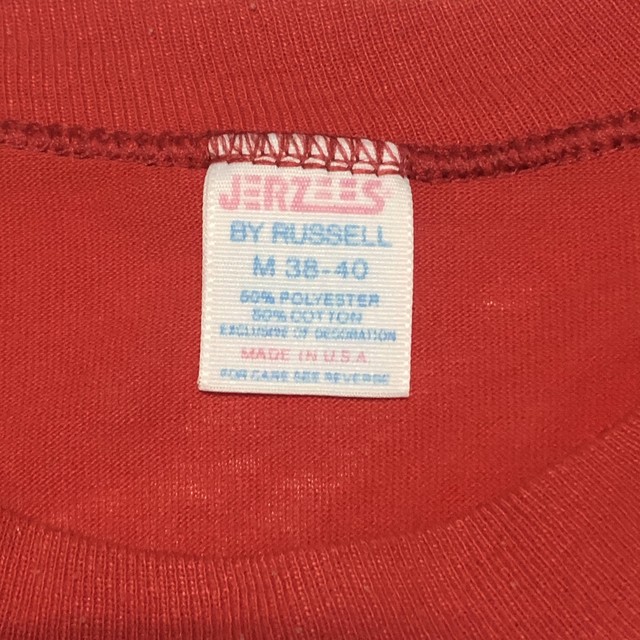 JERZEES
BY RUSSELL
M 38-40
50% POLYESTER
50% COTTON
EXCLUSIVE OF DECORATION
MADE IN U.S.A.
FOR CARE SEE REVERSE